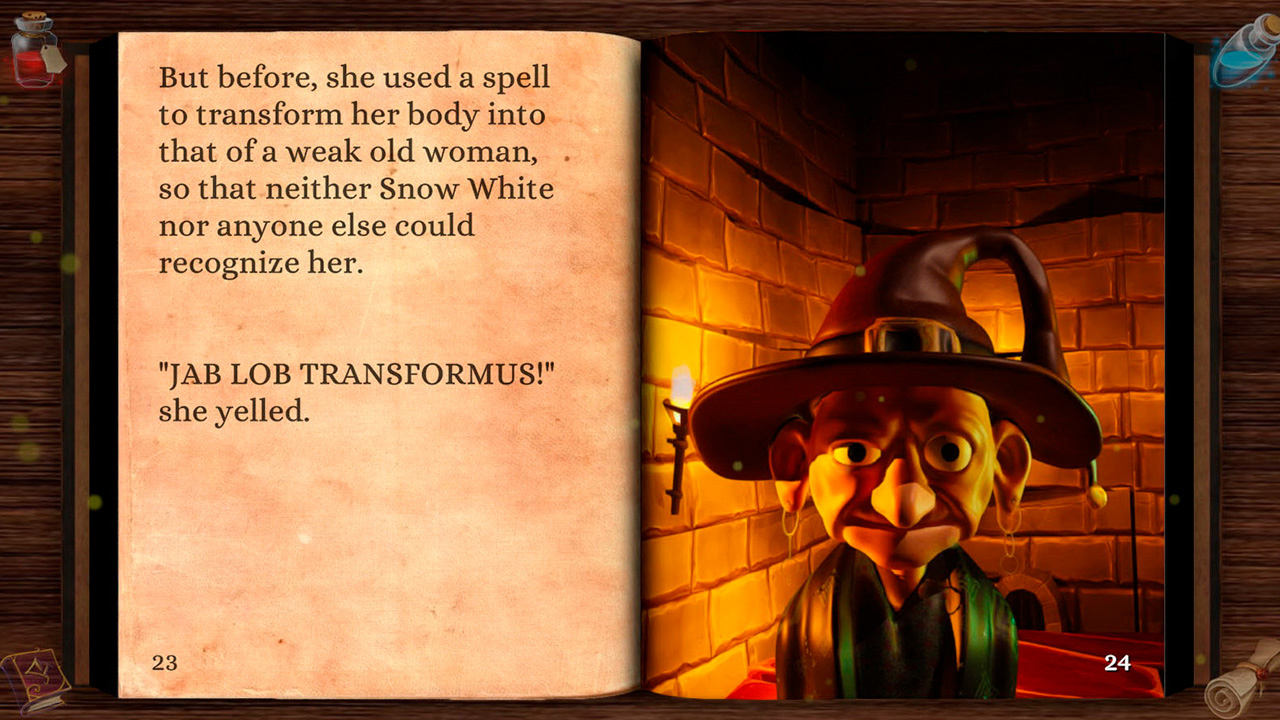 But before, she used a spell
to transform her body into
that of a weak old woman,
so that neither Snow White
nor anyone else could
recognize her.
"JAB LOB TRANSFORMUS!"
she yelled.
23
24